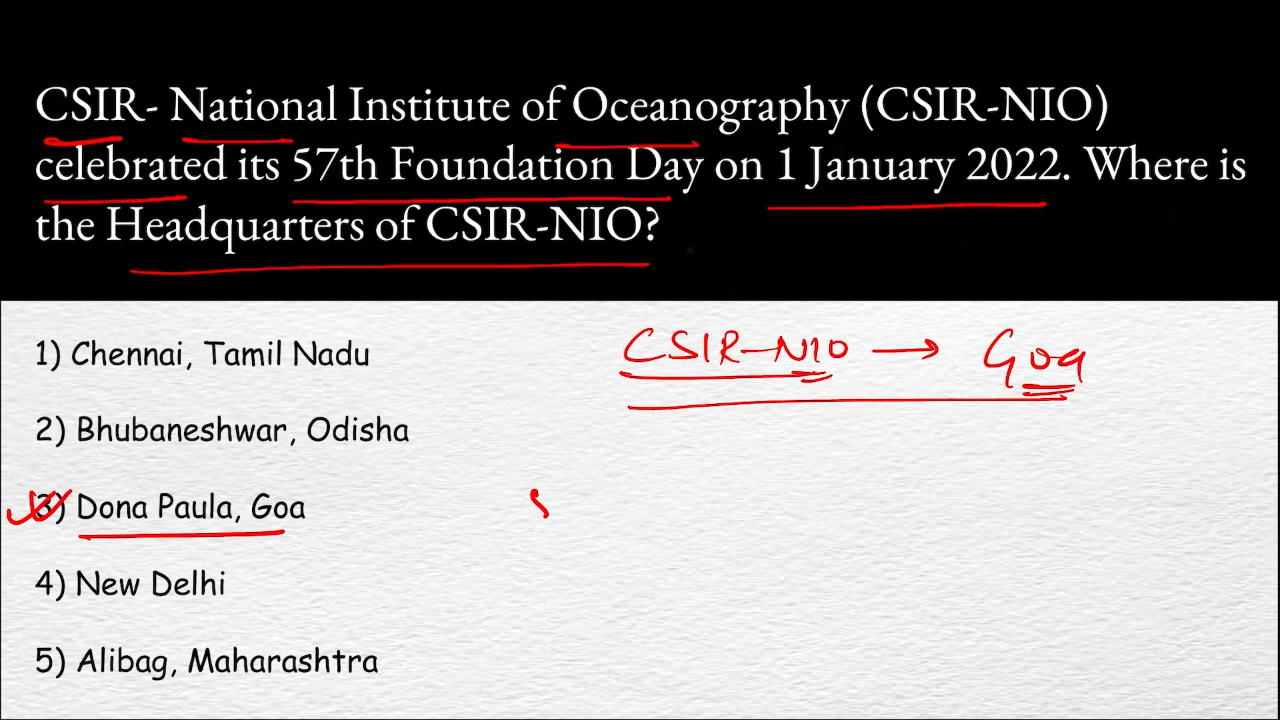 CSIR- National Institute of Oceanography (CSIR-NIO)
celebrated its 57th Foundation Day on 1 January 2022. Where is
the Headquarters of CSIR-NIO?
1) Chennai, Tamil Nadu
CSIR-NIO → Goa
2) Bhubaneshwar, Odisha
3) Dona Paula, Goa
4) New Delhi
5) Alibag, Maharashtra